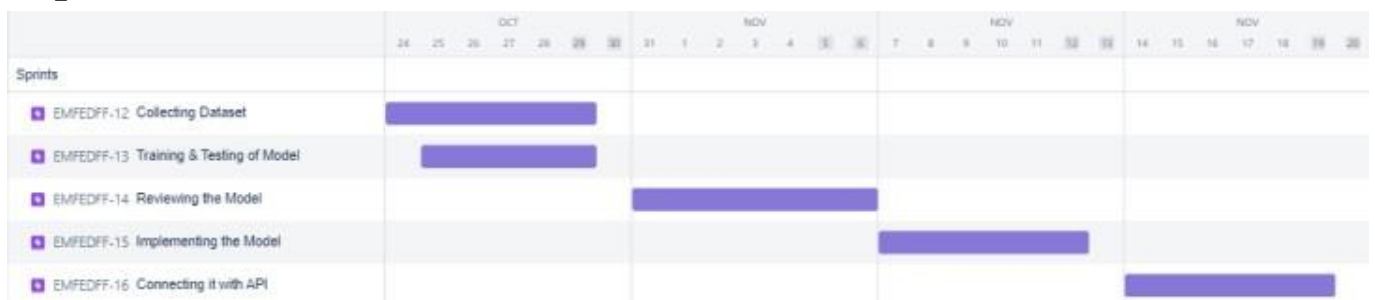 OCT NOV NOV NOV
24 25 26 27 28 29 30 31 1 2 3 4 5 6 7 8 9 10 11 12 13 14 15 16 17 18 19 20
Sprints
EMFEDFF-12 Collecting Dataset
EMFEDFF-13 Training & Testing of Model
EMFEDFF-14 Reviewing the Model
EMFEDFF-15 Implementing the Model
EMFEDFF-16 Connecting it with API